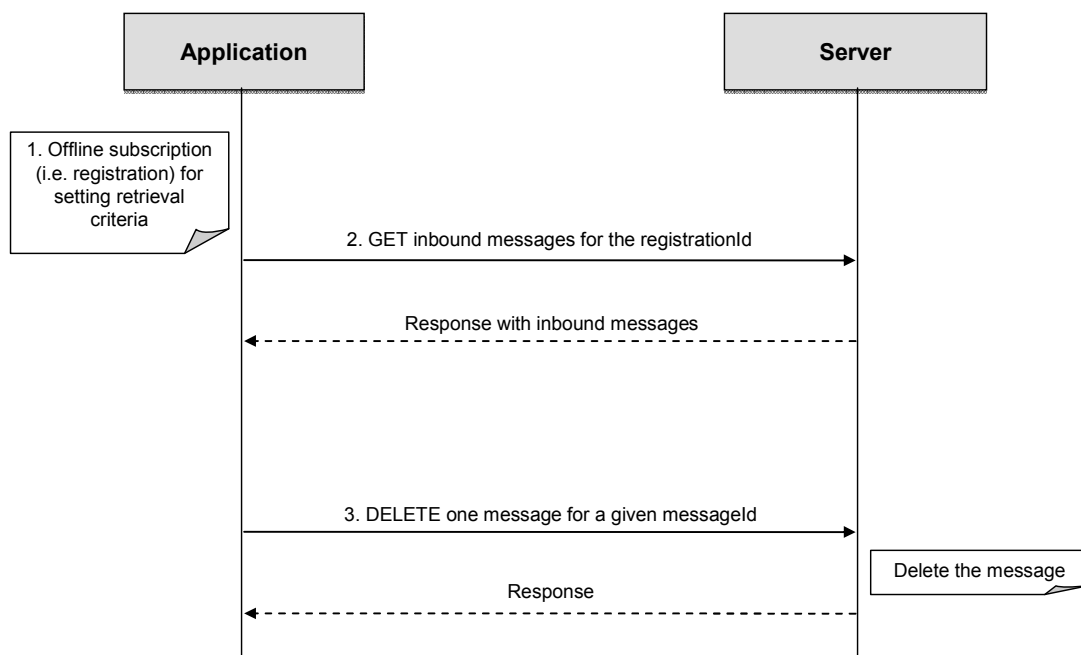 Application
Server
1. Offline subscription
(i.e. registration) for
setting retrieval
criteria
2. GET inbound messages for the registrationId
Response with inbound messages
3. DELETE one message for a given messageId
Delete the message
Response